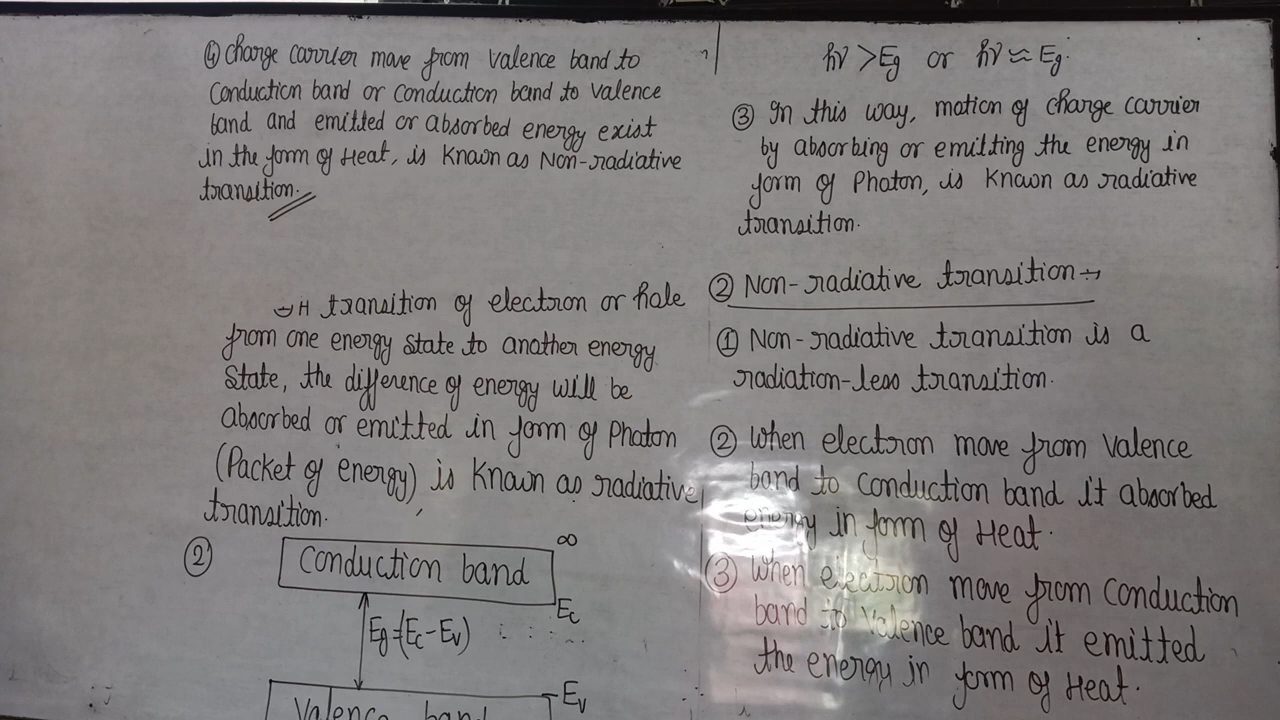 ④ charge carrier move from valence band to
Conduction band or conduction band to valence
band and emitted or absorbed energy exist
in the form of Heat, is Known as Non-radiative
transition.
→ A transition of electron or hole
from one energy state to another energy
state, the difference of energy will be
absorbed or emitted in form of Photon
(Packet of energy), is Known as radiative
transition.
②
∞
Conduction band
Ec
Eg=(Ec-Ev)
Ev
Valence band
hν >Eg or hν ≈ Eg.
③ In this way, motion of charge carrier
by absorbing or emitting the energy in
form of Photon, is Known as radiative
transition.
② Non-radiative transition →
① Non-radiative transition is a
radiation-less transition.
② When electron move from valence
band to conduction band it absorbed
energy in form of Heat.
③ When electron move from conduction
band to valence band it emitted
the energy in form of Heat.